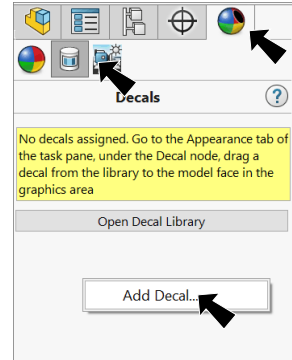 Decals
?
No decals assigned. Go to the Appearance tab of
the task pane, under the Decal node, drag a
decal from the library to the model face in the
graphics area
Open Decal Library
Add Decal...